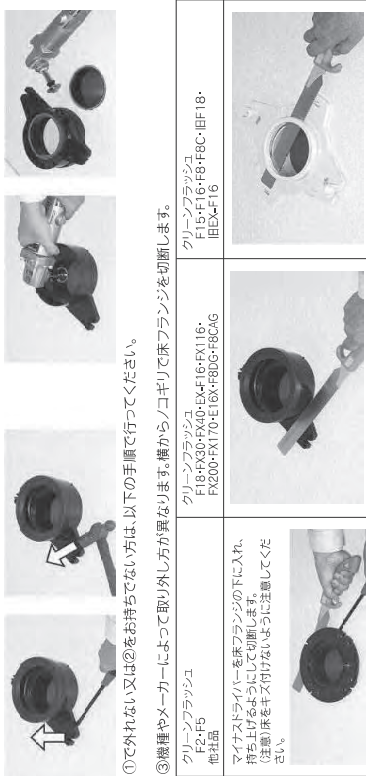 ①で外れない又は②をお持ちでない方は、以下の手順で行ってください。
③機種やメーカーによって取り外し方が異なります。横からノコギリで床フランジを切断します。
クリーンフラッシュ
F2・F5
他社品
クリーンフラッシュ
F18・FX30・FX40・EX-F16・FX116・
FX200・FX170・E16X・F8DG・F8CAG
クリーンフラッシュ
F15・F16・F8・F8C・旧F18・
旧EX-F16
マイナスドライバーを床フランジの下に入れ、
持ち上げるようにして切断します。
(注意)床をキズ付けないように注意してくだ
さい。